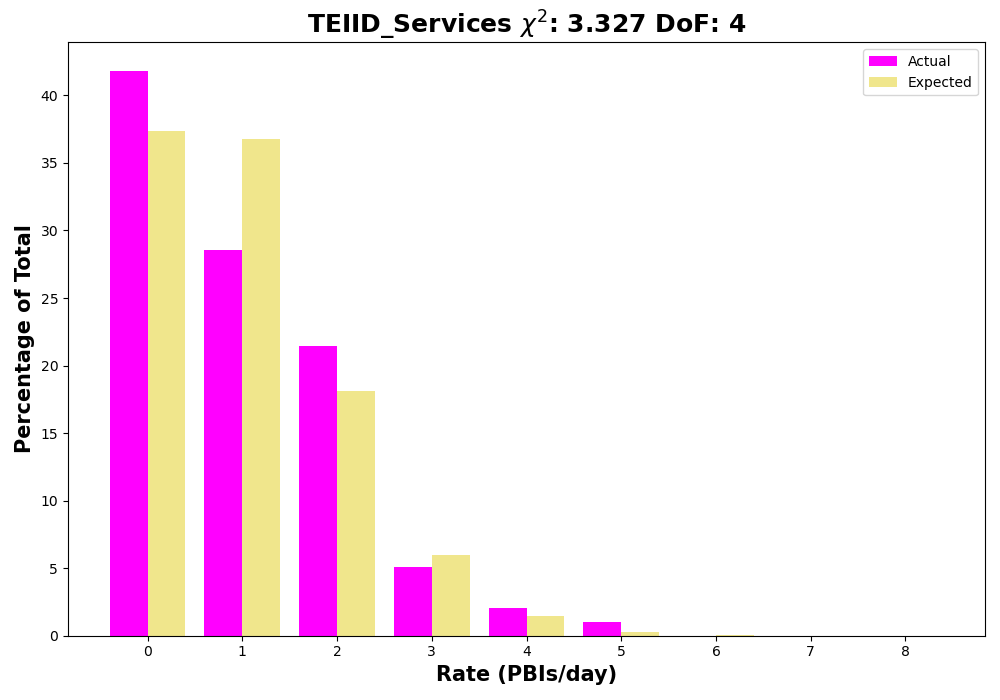 TEIID_Services χ²: 3.327 DoF: 4
Actual
Expected
Percentage of Total
40
35
30
25
20
15
10
5
0
0 1 2 3 4 5 6 7 8
Rate (PBIs/day)